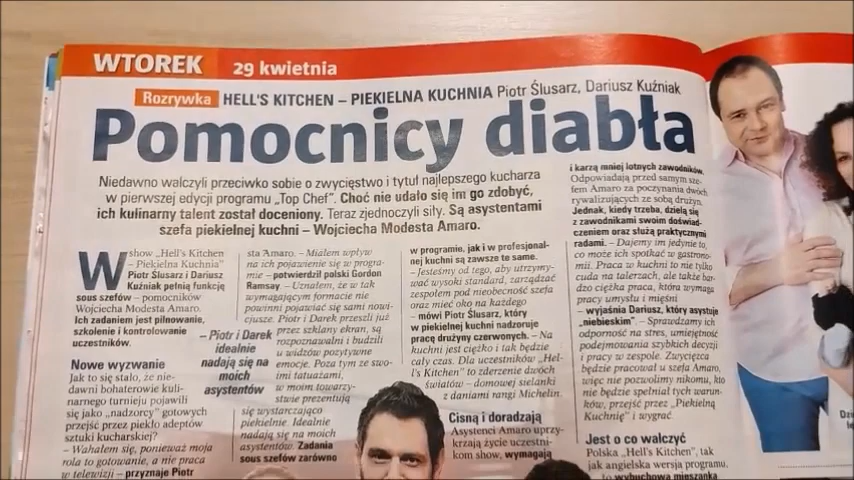 WTOREK 29 kwietnia
Rozrywka HELL'S KITCHEN – PIEKIELNA KUCHNIA Piotr Ślusarz, Dariusz Kuźniak
Pomocnicy diabła
Niedawno walczyli przeciwko sobie o zwycięstwo i tytuł najlepszego kucharza
w pierwszej edycji programu „Top Chef”. Choć nie udało się im go zdobyć,
ich kulinarny talent został doceniony. Teraz zjednoczyli siły. Są asystentami
szefa piekielnej kuchni – Wojciecha Modesta Amaro.
W show „Hell's Kitchen
– Piekielna Kuchnia”
Piotr Ślusarz i Dariusz
Kuźniak pełnią funkcję
sous szefów – pomocników
Wojciecha Modesta Amaro.
Ich zadaniem jest pilnowanie,
szkolenie i kontrolowanie
uczestników.
Nowe wyzwanie
Jak to się stało, że nie-
dawni bohaterowie kuli-
narnego turnieju pojawili
się jako „nadzorcy” gotowych
przejść przez piekło adeptów
sztuki kucharskiej?
– Wahałem się, ponieważ moja
rola to gotowanie, a nie praca
w telewizji – przyznaje Piotr
– Piotr i Darek
idealnie
nadają się na
moich
asystentów
sta Amaro. – Miałem wpływ
na ich pojawienie się w progra-
mie – potwierdził polski Gordon
Ramsay. – Uznałem, że w tak
wymagającym formacie nie
powinni pojawiać się sami nowi-
cjusze. Piotr i Darek przeszli już
przez szklany ekran, są
rozpoznawalni i budzili
u widzów pozytywne
emocje. Poza tym ze swo-
imi tatuażami,
w moim towarzy-
stwie prezentują
się wystarczająco
piekielnie. Idealnie
nadają się na moich
asystentów. Zadania
sous szefów zarówno
w programie, jak i w profesjonal-
nej kuchni są zawsze te same.
– Jesteśmy od tego, aby utrzymy-
wać wysoki standard, zarządzać
zespołem pod nieobecność szefa
oraz mieć oko na każdego
– mówi Piotr Ślusarz, który
w piekielnej kuchni nadzoruje
pracę drużyny czerwonych. – Na
kuchni jest ciężko i tak będzie
cały czas. Dla uczestników „Hel-
l's Kitchen” to zderzenie dwóch
światów – domowej sielanki
z daniami rangi Michelin.
Cisną i doradzają
Asystenci Amaro uprzy-
krzają życie uczestni-
kom show, wymagają
i karzą mniej lotnych zawodników.
Odpowiadają przed samym sze-
fem Amaro za poczynania dwóch
rywalizujących ze sobą drużyn.
Jednak, kiedy trzeba, dzielą się
z zawodnikami swoim doświad-
czeniem oraz służą praktycznymi
radami. – Dajemy im jedynie to,
co może ich spotkać w gastrono-
mii. Praca w kuchni to nie tylko
cuda na talerzach, ale także bar-
dzo ciężka praca, która wymaga
pracy umysłu i mięśni
– wyjaśnia Dariusz, który asystuje
„niebieskim”. – Sprawdzamy ich
odporność na stres, umiejętność
podejmowania szybkich decyzji
i pracy w zespole. Zwycięzca
będzie pracował u szefa Amaro,
więc nie pozwolimy nikomu, kto
nie będzie spełniał tych warun-
ków, przejść przez „Piekielną
Kuchnię” i wygrać.
Jest o co walczyć
Polska „Hell's Kitchen”, tak
jak angielska wersja programu,
to wybuchowa mieszanka